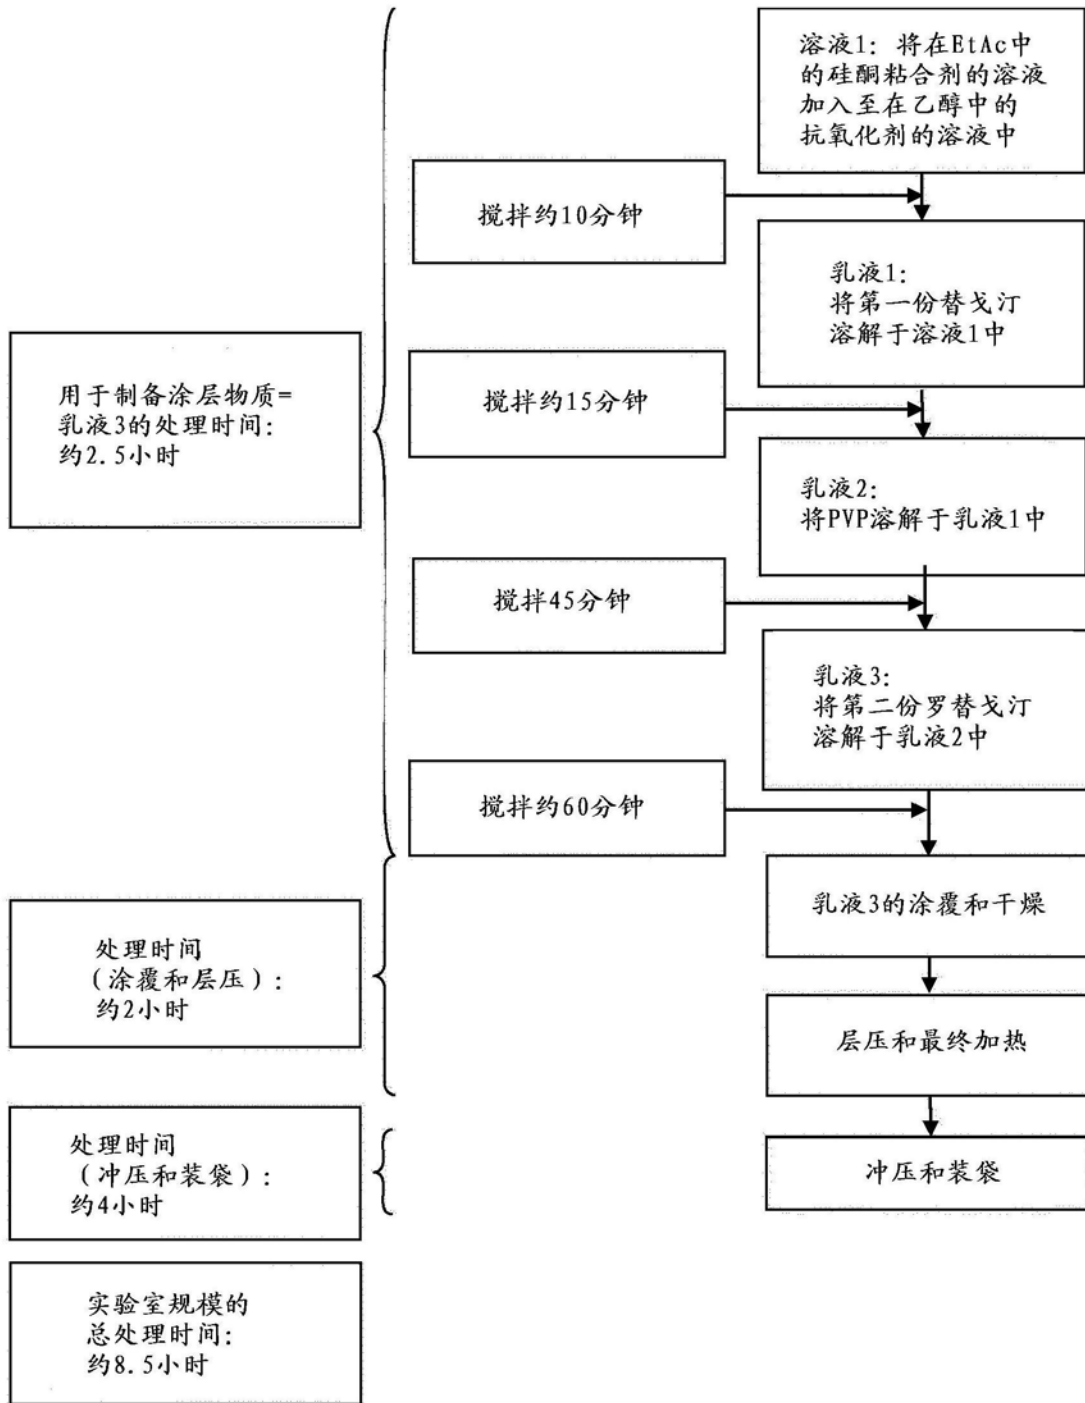 溶液1: 将在EtAc中
的硅酮粘合剂的溶液
加入至在乙醇中的
抗氧化剂的溶液中
搅拌约10分钟
乳液1:
将第一份替戈汀
溶解于溶液1中
用于制备涂层物质=
乳液3的处理时间:
约2.5小时
搅拌约15分钟
乳液2:
将PVP溶解于乳液1中
搅拌45分钟
乳液3:
将第二份罗替戈汀
溶解于乳液2中
搅拌约60分钟
乳液3的涂覆和干燥
处理时间
(涂覆和层压):
约2小时
层压和最终加热
处理时间
(冲压和装袋):
约4小时
冲压和装袋
实验室规模的
总处理时间:
约8.5小时